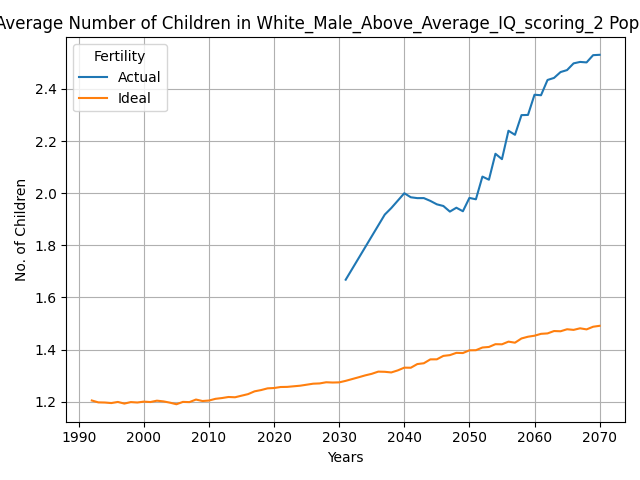 Average Number of Children in White_Male_Above_Average_IQ_scoring_2 Pop
Fertility
Actual
Ideal
No. of Children
2.4
2.2
2.0
1.8
1.6
1.4
1.2
1990 2000 2010 2020 2030 2040 2050 2060 2070
Years